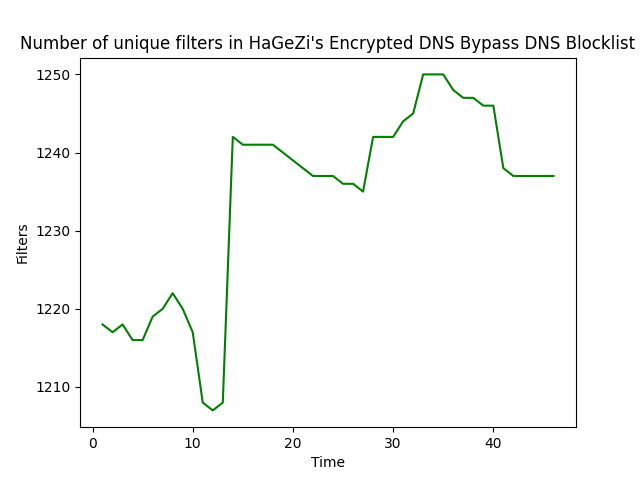 Number of unique filters in HaGeZi's Encrypted DNS Bypass DNS Blocklist
1250
1240
1230
1220
1210
Filters
0 10 20 30 40
Time